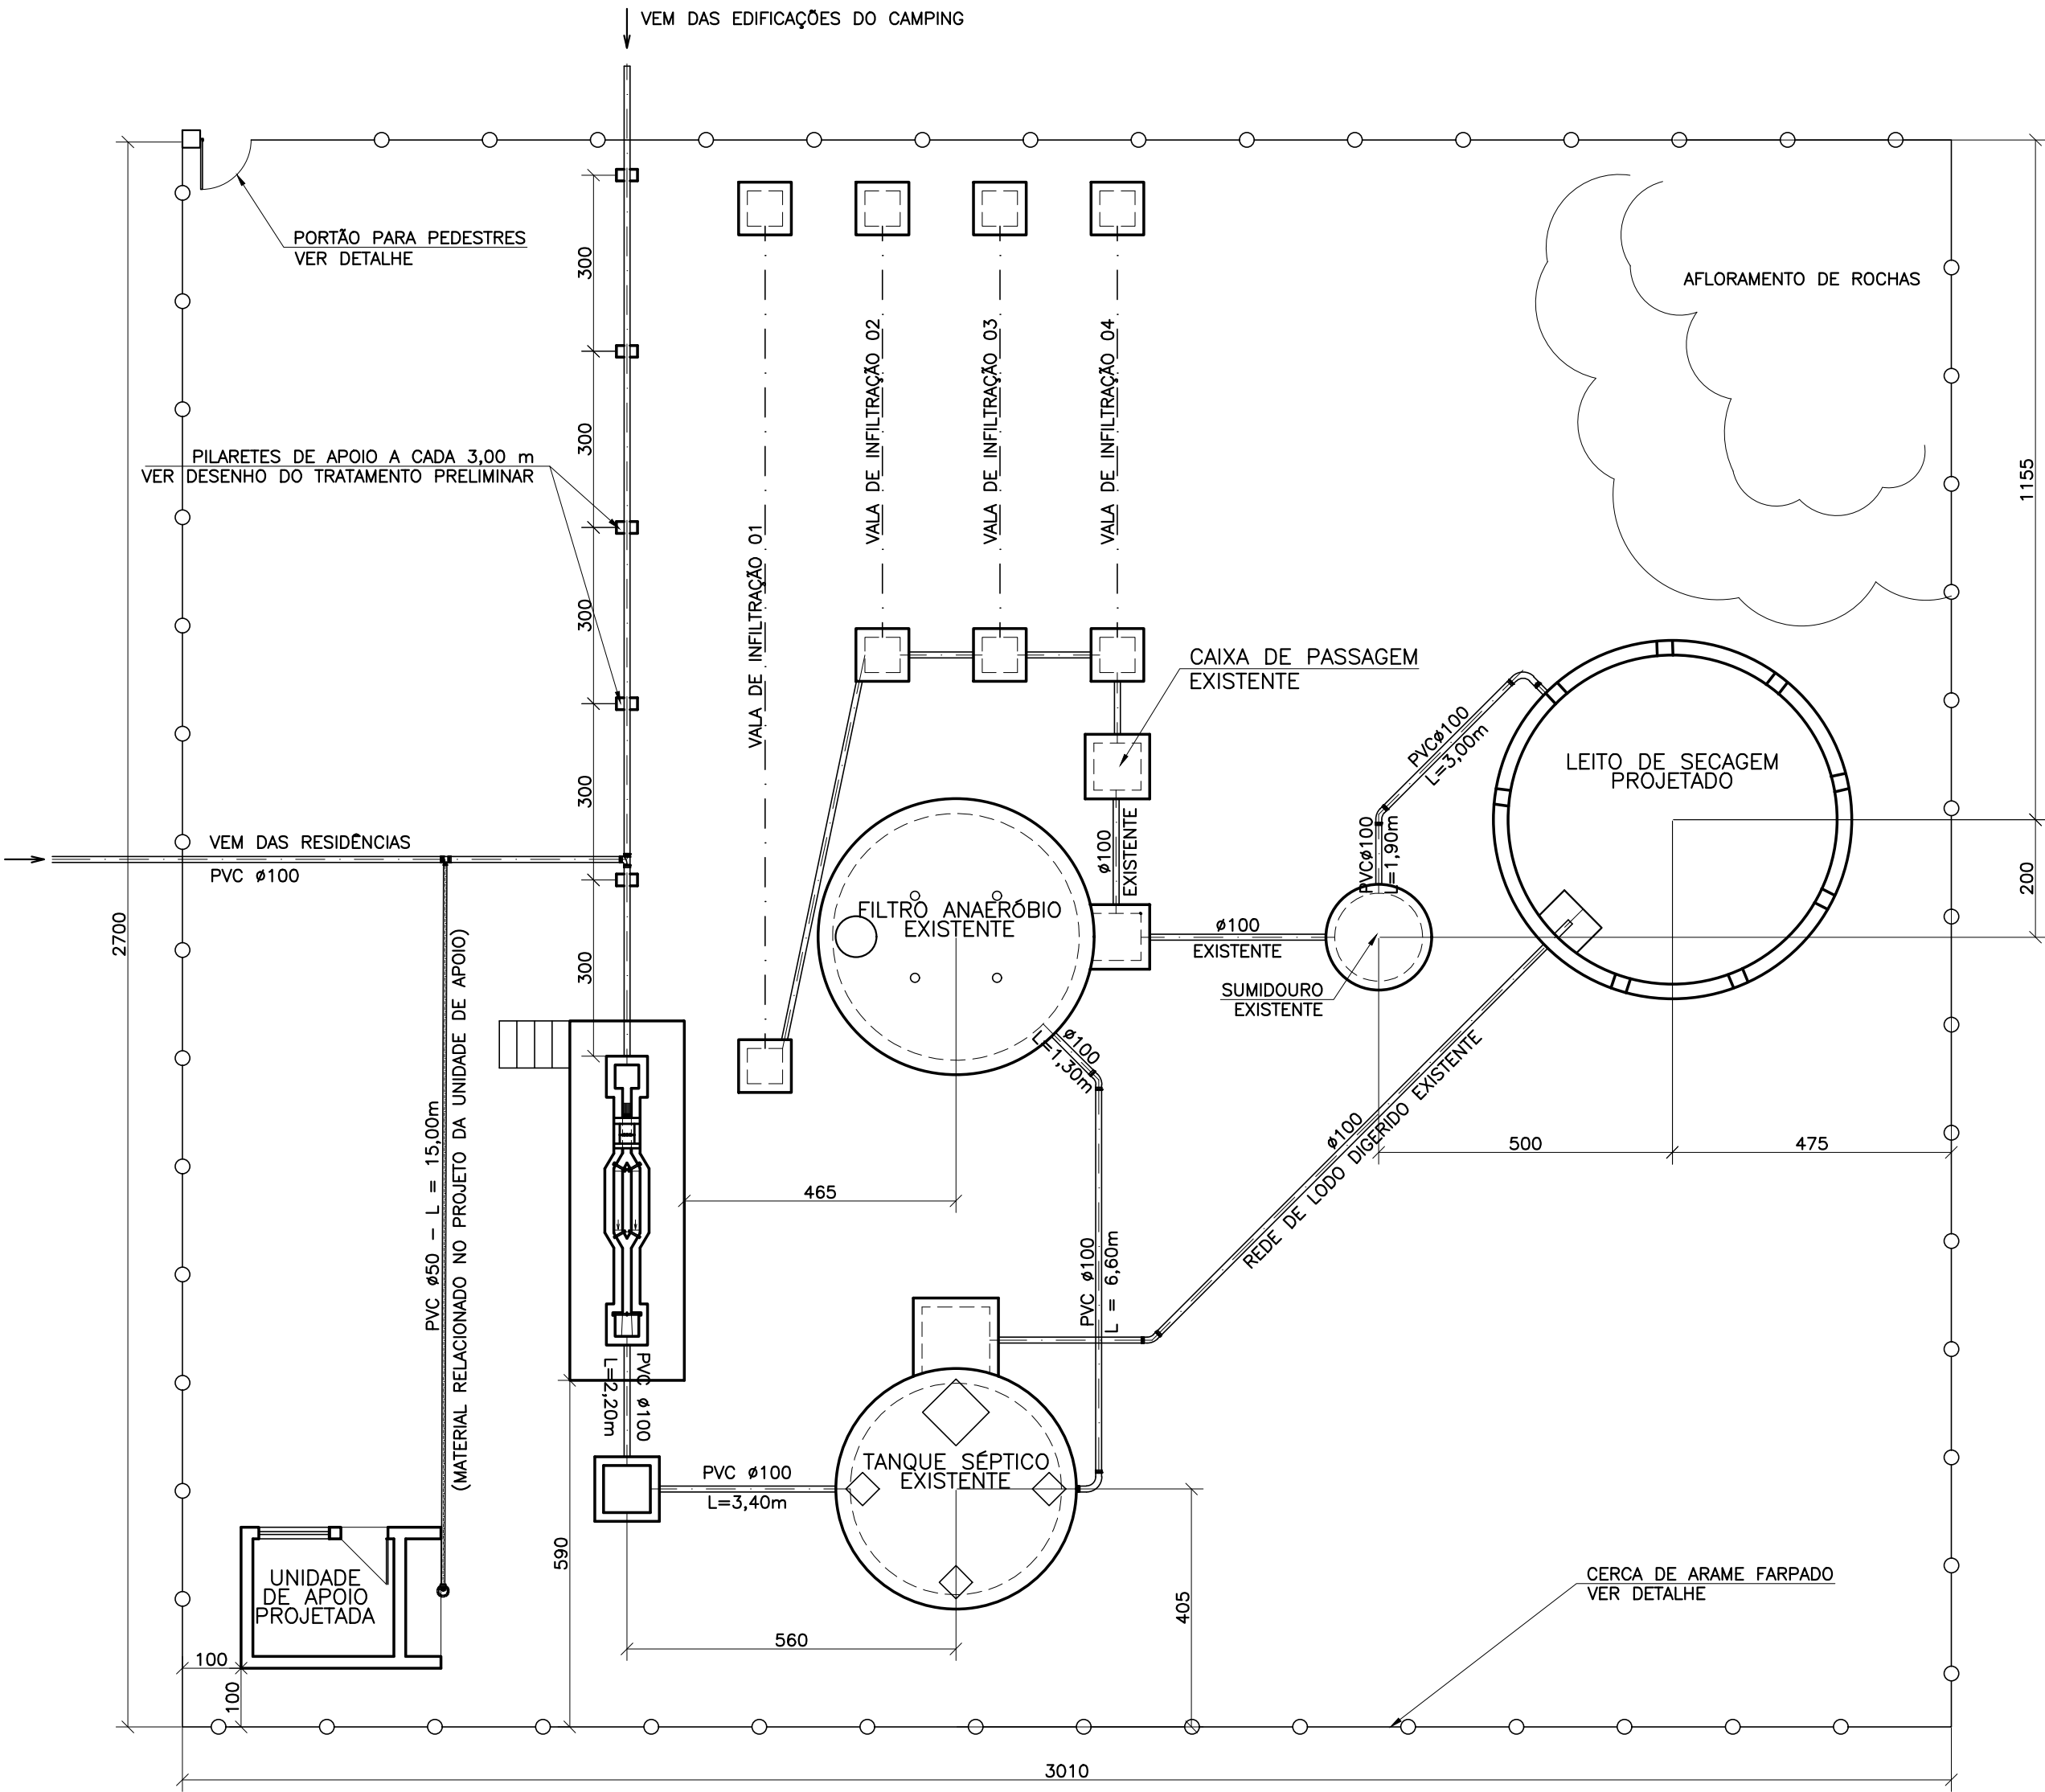 VEM DAS EDIFICAÇÕES DO CAMPING
PORTÃO PARA PEDESTRES
VER DETALHE
300
AFLORAMENTO DE ROCHAS
VALA DE INFILTRAÇÃO 02
VALA DE INFILTRAÇÃO 03
VALA DE INFILTRAÇÃO 04
300
PILARETES DE APOIO A CADA 3,00 m
VER DESENHO DO TRATAMENTO PRELIMINAR
1155
300
VALA DE INFILTRAÇÃO 01
CAIXA DE PASSAGEM
EXISTENTE
PVCø100
L=3,00m
LEITO DE SECAGEM
PROJETADO
300
VEM DAS RESIDÊNCIAS
PVC ø100
ø100
EXISTENTE
PVCø100
L=1,90m
200
2700
FILTRO ANAERÓBIO
EXISTENTE
ø100
EXISTENTE
300
SUMIDOURO
EXISTENTE
ø100
L=1,30m
PVC ø50 – L = 15,00m
(MATERIAL RELACIONADO NO PROJETO DA UNIDADE DE APOIO)
ø100
REDE DE LODO DIGERIDO EXISTENTE
500
475
465
PVC ø100
L = 6,60m
PVC ø100
L=2,20m
TANQUE SÉPTICO
EXISTENTE
PVC ø100
L=3,40m
590
405
UNIDADE
DE APOIO
PROJETADA
CERCA DE ARAME FARPADO
VER DETALHE
560
100
100
3010